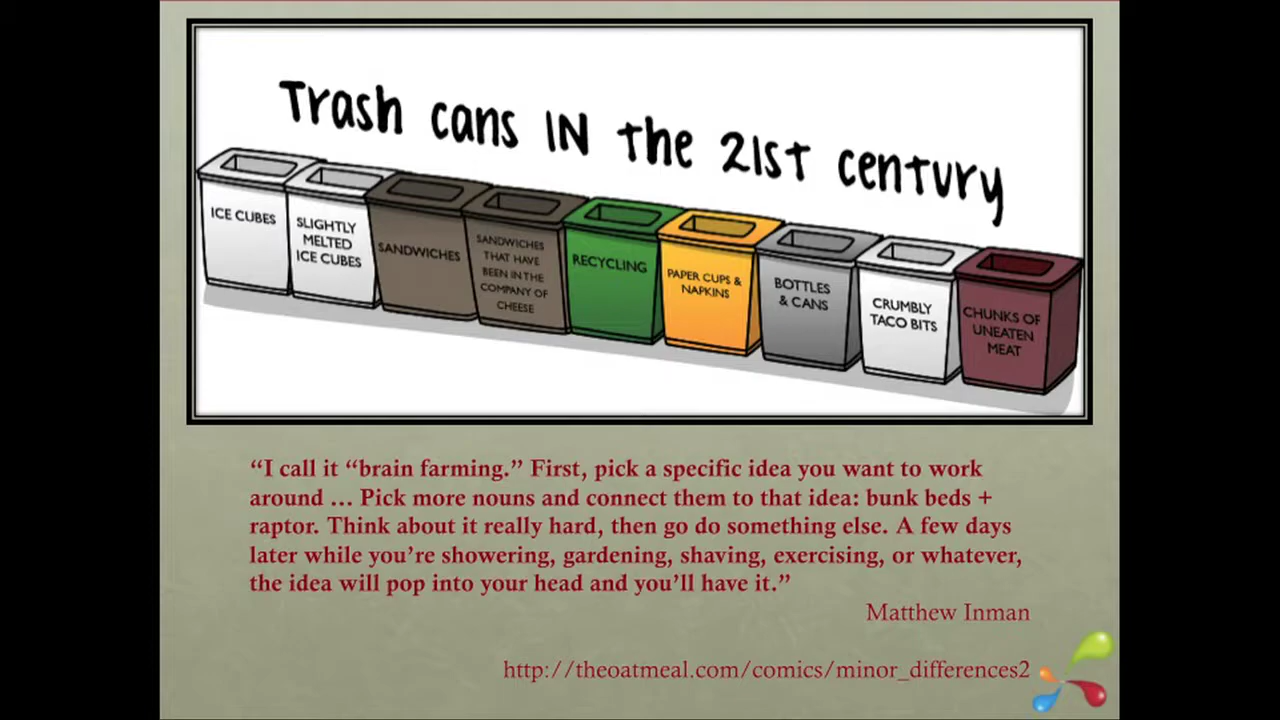 Trash cans IN the 21st century
ICE CUBES
SLIGHTLY
MELTED
ICE CUBES
SANDWICHES
SANDWICHES
THAT HAVE
BEEN IN THE
COMPANY OF
CHEESE
RECYCLING
PAPER CUPS &
NAPKINS
BOTTLES
& CANS
CRUMBLY
TACO BITS
CHUNKS OF
UNEATEN
MEAT
“I call it “brain farming.” First, pick a specific idea you want to work
around … Pick more nouns and connect them to that idea: bunk beds +
raptor. Think about it really hard, then go do something else. A few days
later while you’re showering, gardening, shaving, exercising, or whatever,
the idea will pop into your head and you’ll have it.”
Matthew Inman
http://theoatmeal.com/comics/minor_differences2